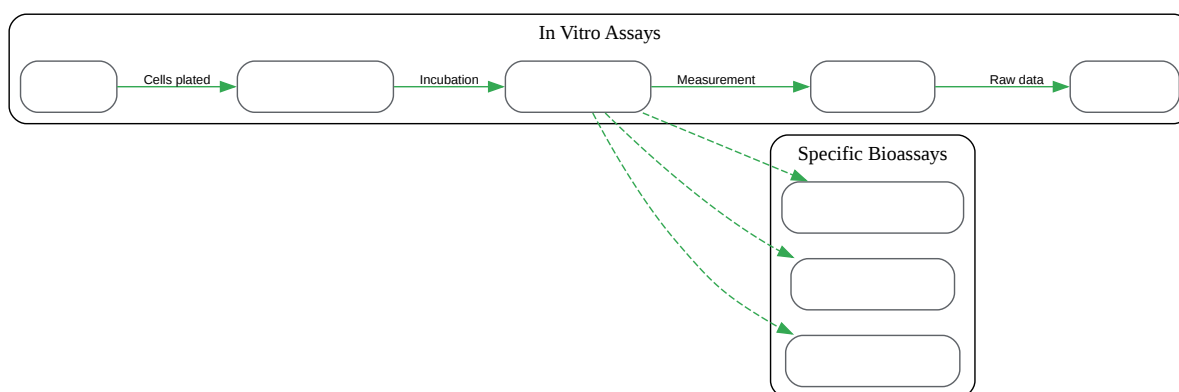 In Vitro Assays
Cells plated
Incubation
Measurement
Raw data
Specific Bioassays